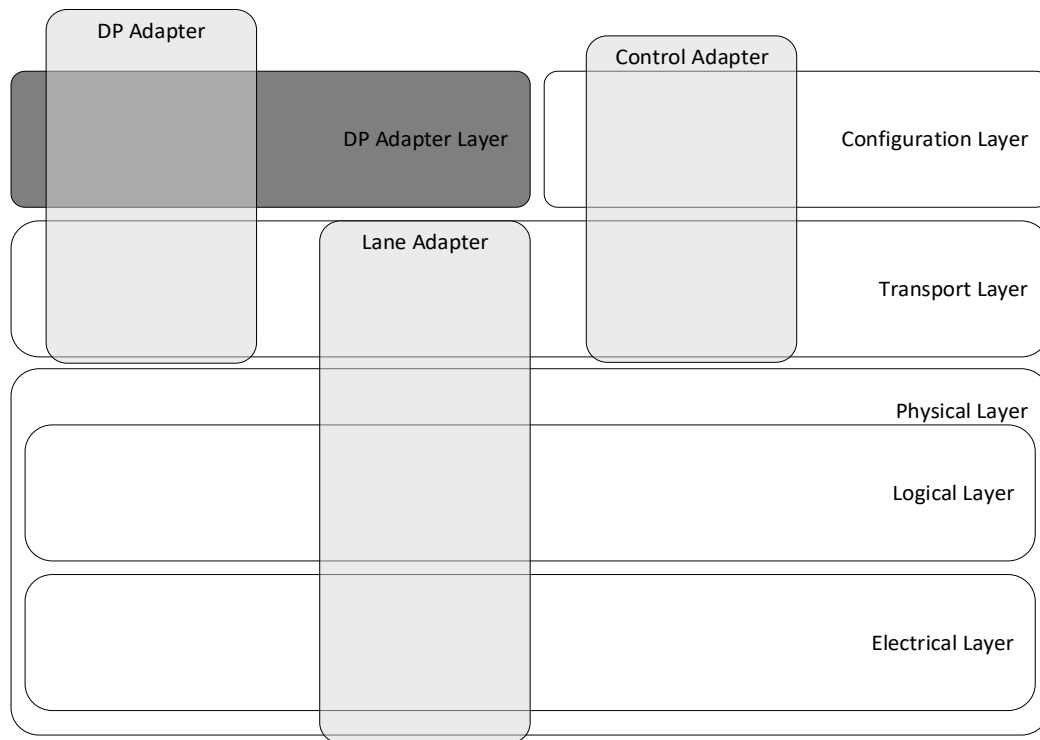 DP Adapter
Control Adapter
DP Adapter Layer
Configuration Layer
Lane Adapter
Transport Layer
Physical Layer
Logical Layer
Electrical Layer